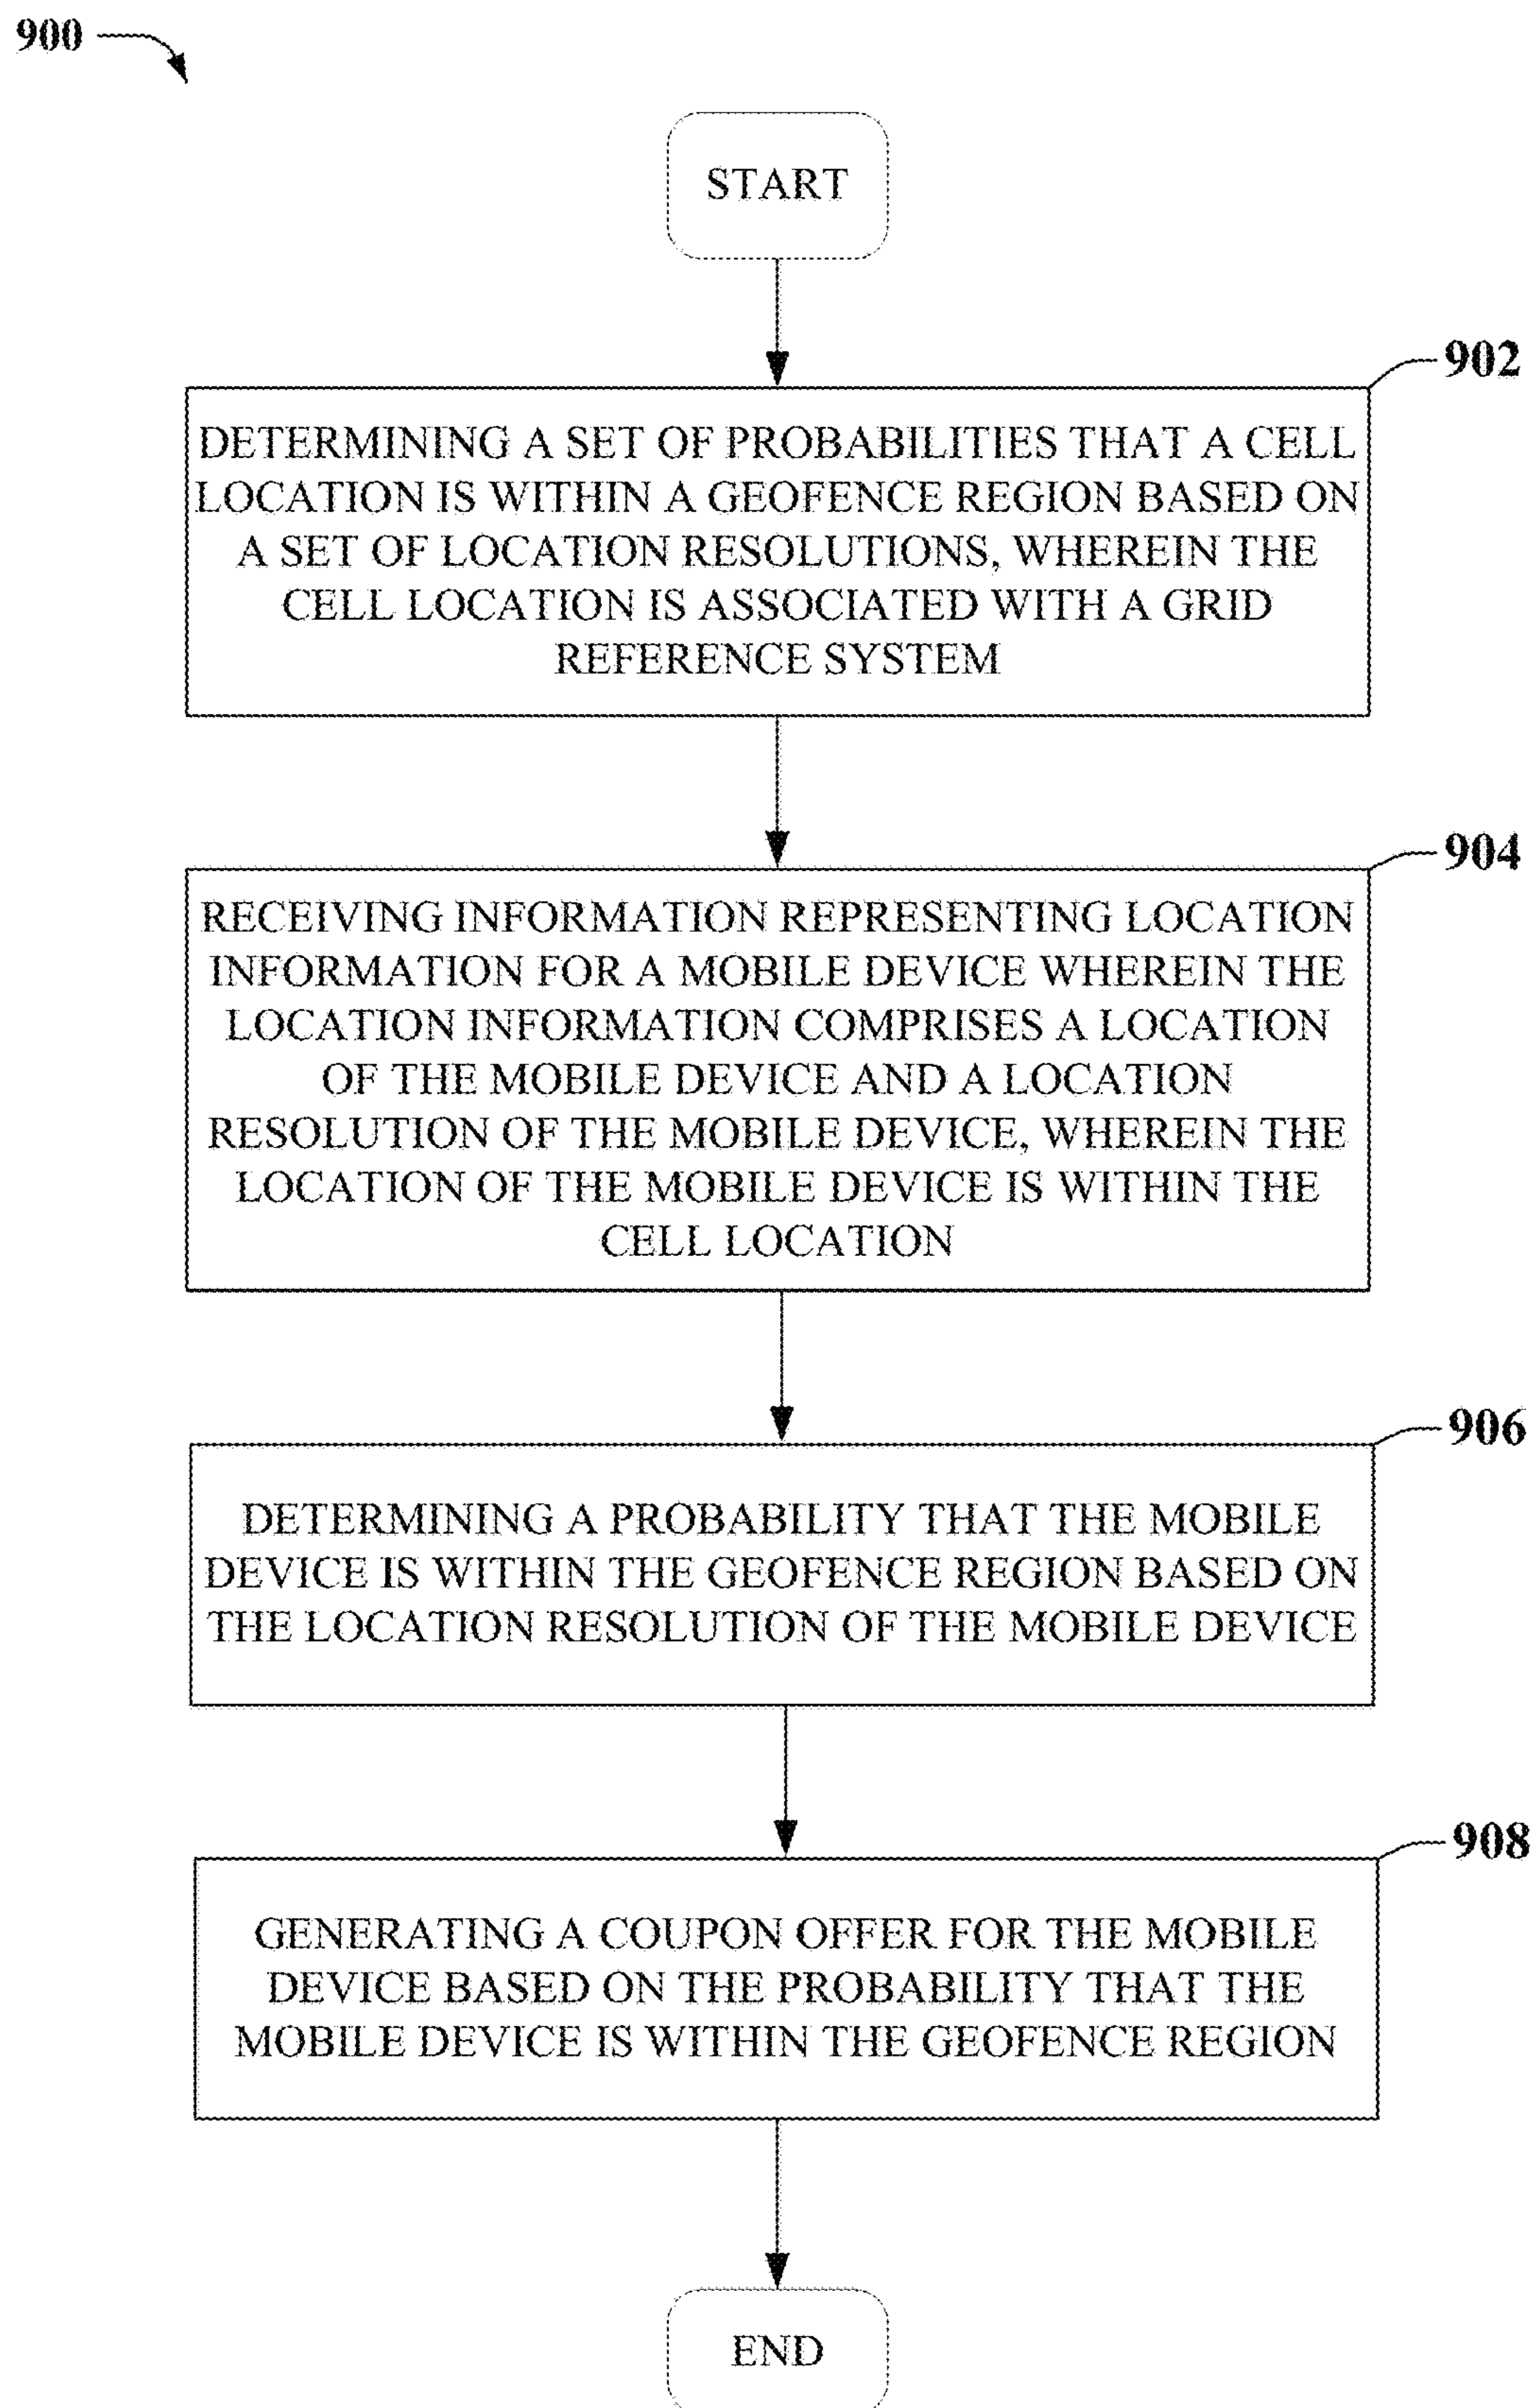 900
START
902
DETERMINING A SET OF PROBABILITIES THAT A CELL
LOCATION IS WITHIN A GEOFENCE REGION BASED ON
A SET OF LOCATION RESOLUTIONS, WHEREIN THE
CELL LOCATION IS ASSOCIATED WITH A GRID
REFERENCE SYSTEM
904
RECEIVING INFORMATION REPRESENTING LOCATION
INFORMATION FOR A MOBILE DEVICE WHEREIN THE
LOCATION INFORMATION COMPRISES A LOCATION
OF THE MOBILE DEVICE AND A LOCATION
RESOLUTION OF THE MOBILE DEVICE, WHEREIN THE
LOCATION OF THE MOBILE DEVICE IS WITHIN THE
CELL LOCATION
906
DETERMINING A PROBABILITY THAT THE MOBILE
DEVICE IS WITHIN THE GEOFENCE REGION BASED ON
THE LOCATION RESOLUTION OF THE MOBILE DEVICE
908
GENERATING A COUPON OFFER FOR THE MOBILE
DEVICE BASED ON THE PROBABILITY THAT THE
MOBILE DEVICE IS WITHIN THE GEOFENCE REGION
END